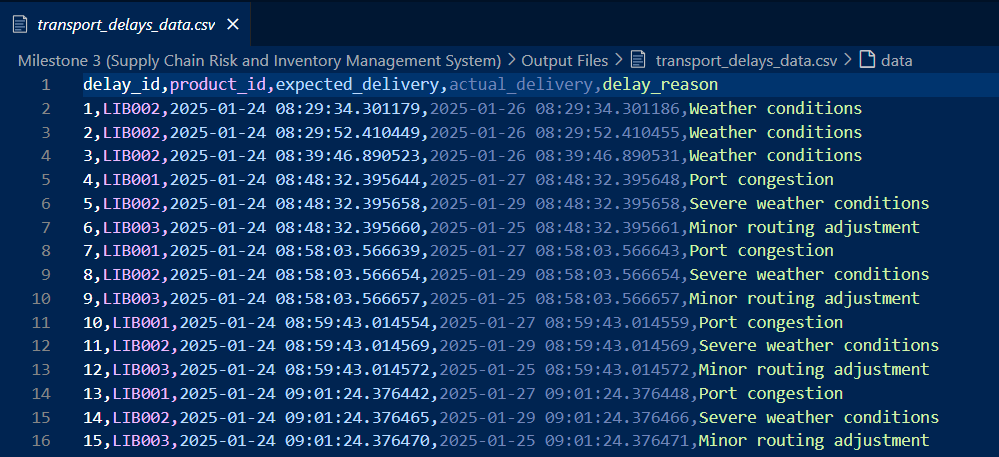 transport_delays_data.csv
Milestone 3 (Supply Chain Risk and Inventory Management System) > Output Files > transport_delays_data.csv > data
1 delay_id,product_id,expected_delivery,actual_delivery,delay_reason
2 1,LIB002,2025-01-24 08:29:34.301179,2025-01-26 08:29:34.301186,Weather conditions
3 2,LIB002,2025-01-24 08:29:52.410449,2025-01-26 08:29:52.410455,Weather conditions
4 3,LIB002,2025-01-24 08:39:46.890523,2025-01-26 08:39:46.890531,Weather conditions
5 4,LIB001,2025-01-24 08:48:32.395644,2025-01-27 08:48:32.395648,Port congestion
6 5,LIB002,2025-01-24 08:48:32.395658,2025-01-29 08:48:32.395658,Severe weather conditions
7 6,LIB003,2025-01-24 08:48:32.395660,2025-01-25 08:48:32.395661,Minor routing adjustment
8 7,LIB001,2025-01-24 08:58:03.566639,2025-01-27 08:58:03.566643,Port congestion
9 8,LIB002,2025-01-24 08:58:03.566654,2025-01-29 08:58:03.566654,Severe weather conditions
10 9,LIB003,2025-01-24 08:58:03.566657,2025-01-25 08:58:03.566657,Minor routing adjustment
11 10,LIB001,2025-01-24 08:59:43.014554,2025-01-27 08:59:43.014559,Port congestion
12 11,LIB002,2025-01-24 08:59:43.014569,2025-01-29 08:59:43.014569,Severe weather conditions
13 12,LIB003,2025-01-24 08:59:43.014572,2025-01-25 08:59:43.014572,Minor routing adjustment
14 13,LIB001,2025-01-24 09:01:24.376442,2025-01-27 09:01:24.376448,Port congestion
15 14,LIB002,2025-01-24 09:01:24.376465,2025-01-29 09:01:24.376466,Severe weather conditions
16 15,LIB003,2025-01-24 09:01:24.376470,2025-01-25 09:01:24.376471,Minor routing adjustment